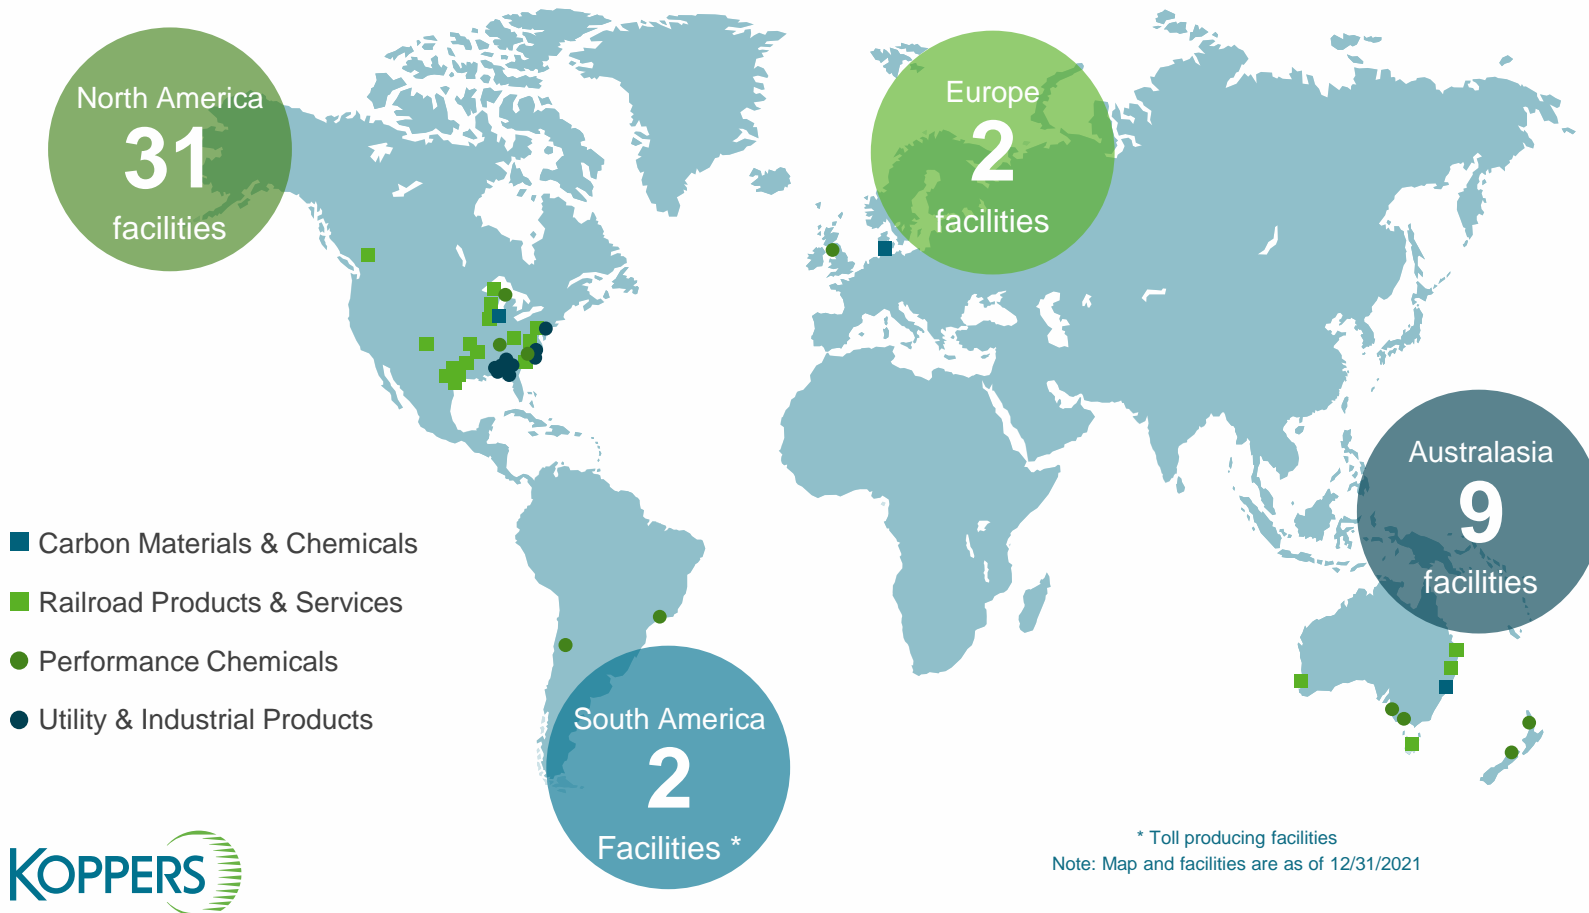 North America
31
facilities
Europe
2
facilities
Australasia
9
facilities
Carbon Materials & Chemicals
Railroad Products & Services
Performance Chemicals
Utility & Industrial Products
South America
2
Facilities *
* Toll producing facilities
Note: Map and facilities are as of 12/31/2021
KOPPERS